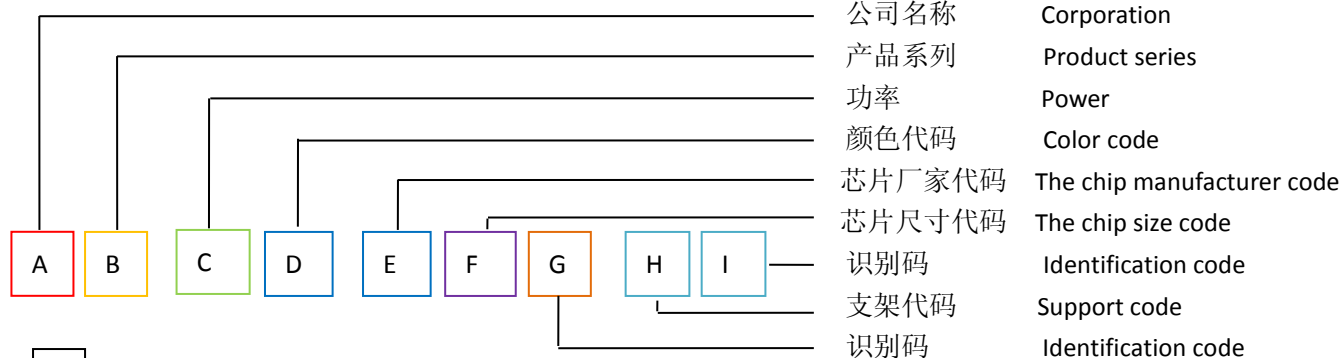 公司名称 Corporation
产品系列 Product series
功率 Power
颜色代码 Color code
芯片厂家代码 The chip manufacturer code
芯片尺寸代码 The chip size code
A B C D E F G H I 识别码 Identification code
支架代码 Support code
识别码 Identification code